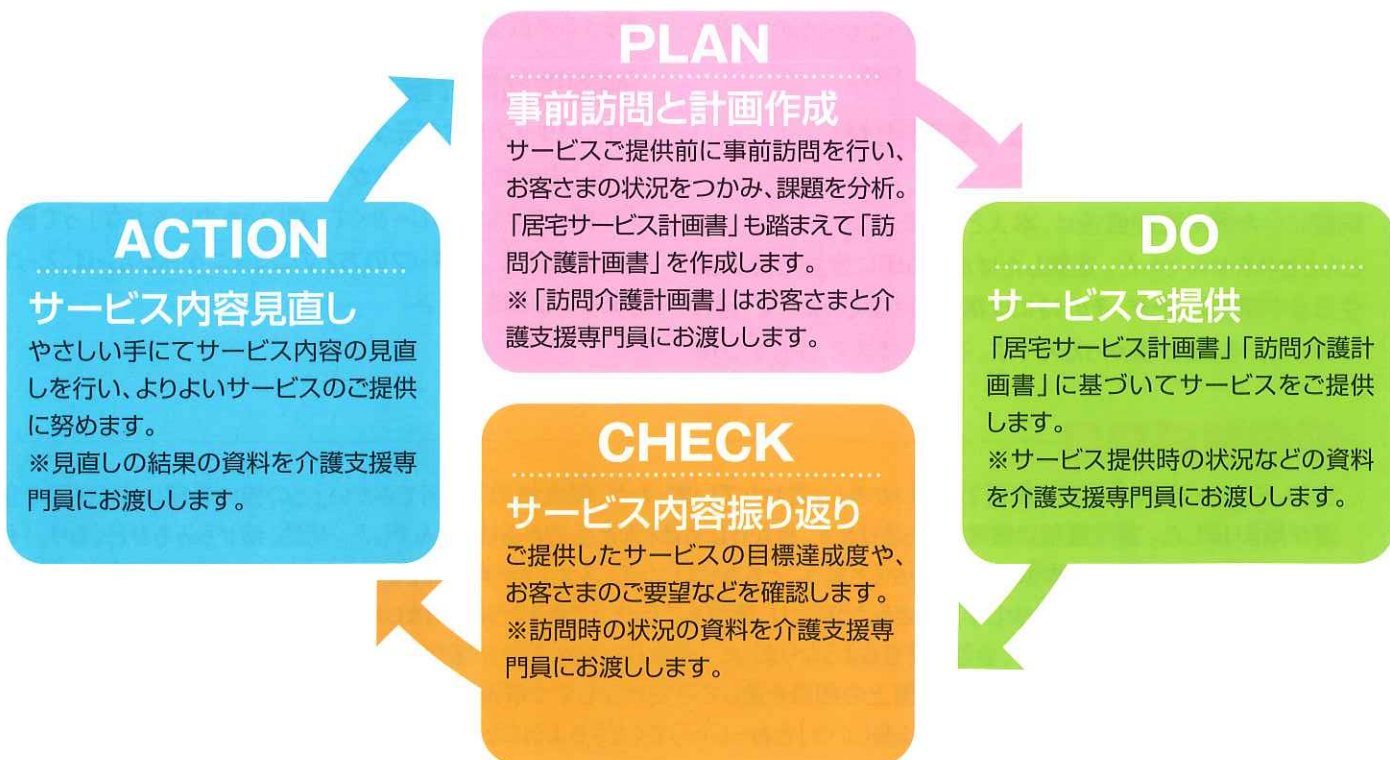 PLAN
事前訪問と計画作成
サービスご提供前に事前訪問を行い、
お客さまの状況をつかみ、課題を分析。
「居宅サービス計画書」も踏まえて「訪
問介護計画書」を作成します。
※「訪問介護計画書」はお客さまと介
護支援専門員にお渡しします。
DO
サービスご提供
「居宅サービス計画書」「訪問介護計
画書」に基づいてサービスをご提供
します。
※サービス提供時の状況などの資料
を介護支援専門員にお渡しします。
CHECK
サービス内容振り返り
ご提供したサービスの目標達成度や、
お客さまのご要望などを確認します。
※訪問時の状況の資料を介護支援専
門員にお渡しします。
ACTION
サービス内容見直し
やさしい手にてサービス内容の見直
しを行い、よりよいサービスのご提供
に努めます。
※見直しの結果の資料を介護支援専
門員にお渡しします。